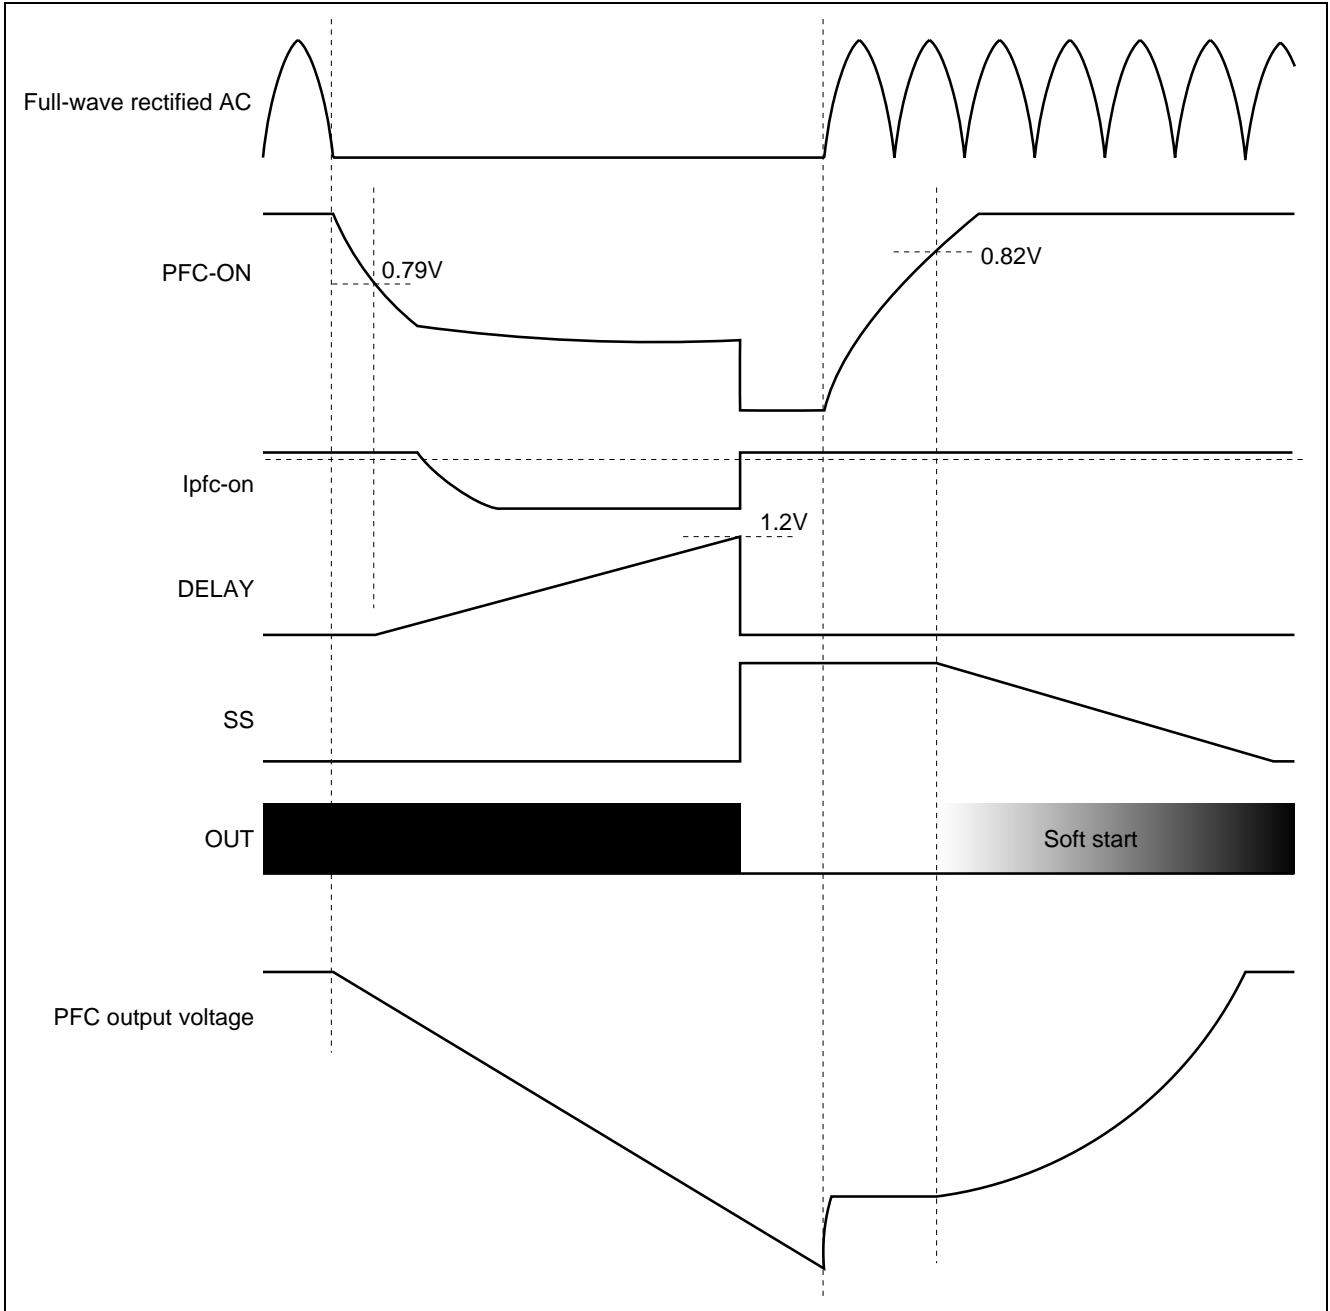 Full-wave rectified AC
PFC-ON
0.79V
0.82V
Ipfc-on
1.2V
DELAY
SS
OUT
Soft start
PFC output voltage